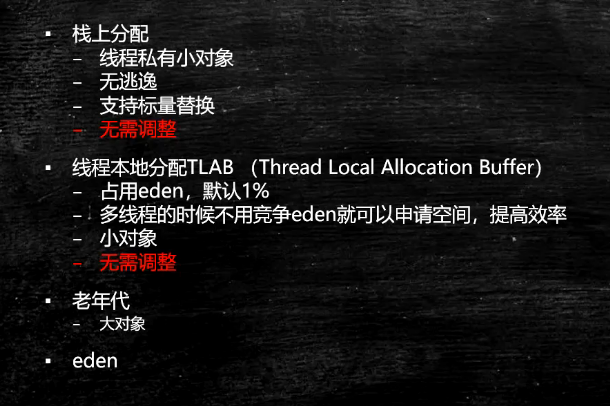 ▪ 栈上分配
– 线程私有小对象
– 无逃逸
– 支持标量替换
– 无需调整
▪ 线程本地分配TLAB （Thread Local Allocation Buffer）
– 占用eden，默认1%
– 多线程的时候不用竞争eden就可以申请空间，提高效率
– 小对象
– 无需调整
▪ 老年代
– 大对象
▪ eden